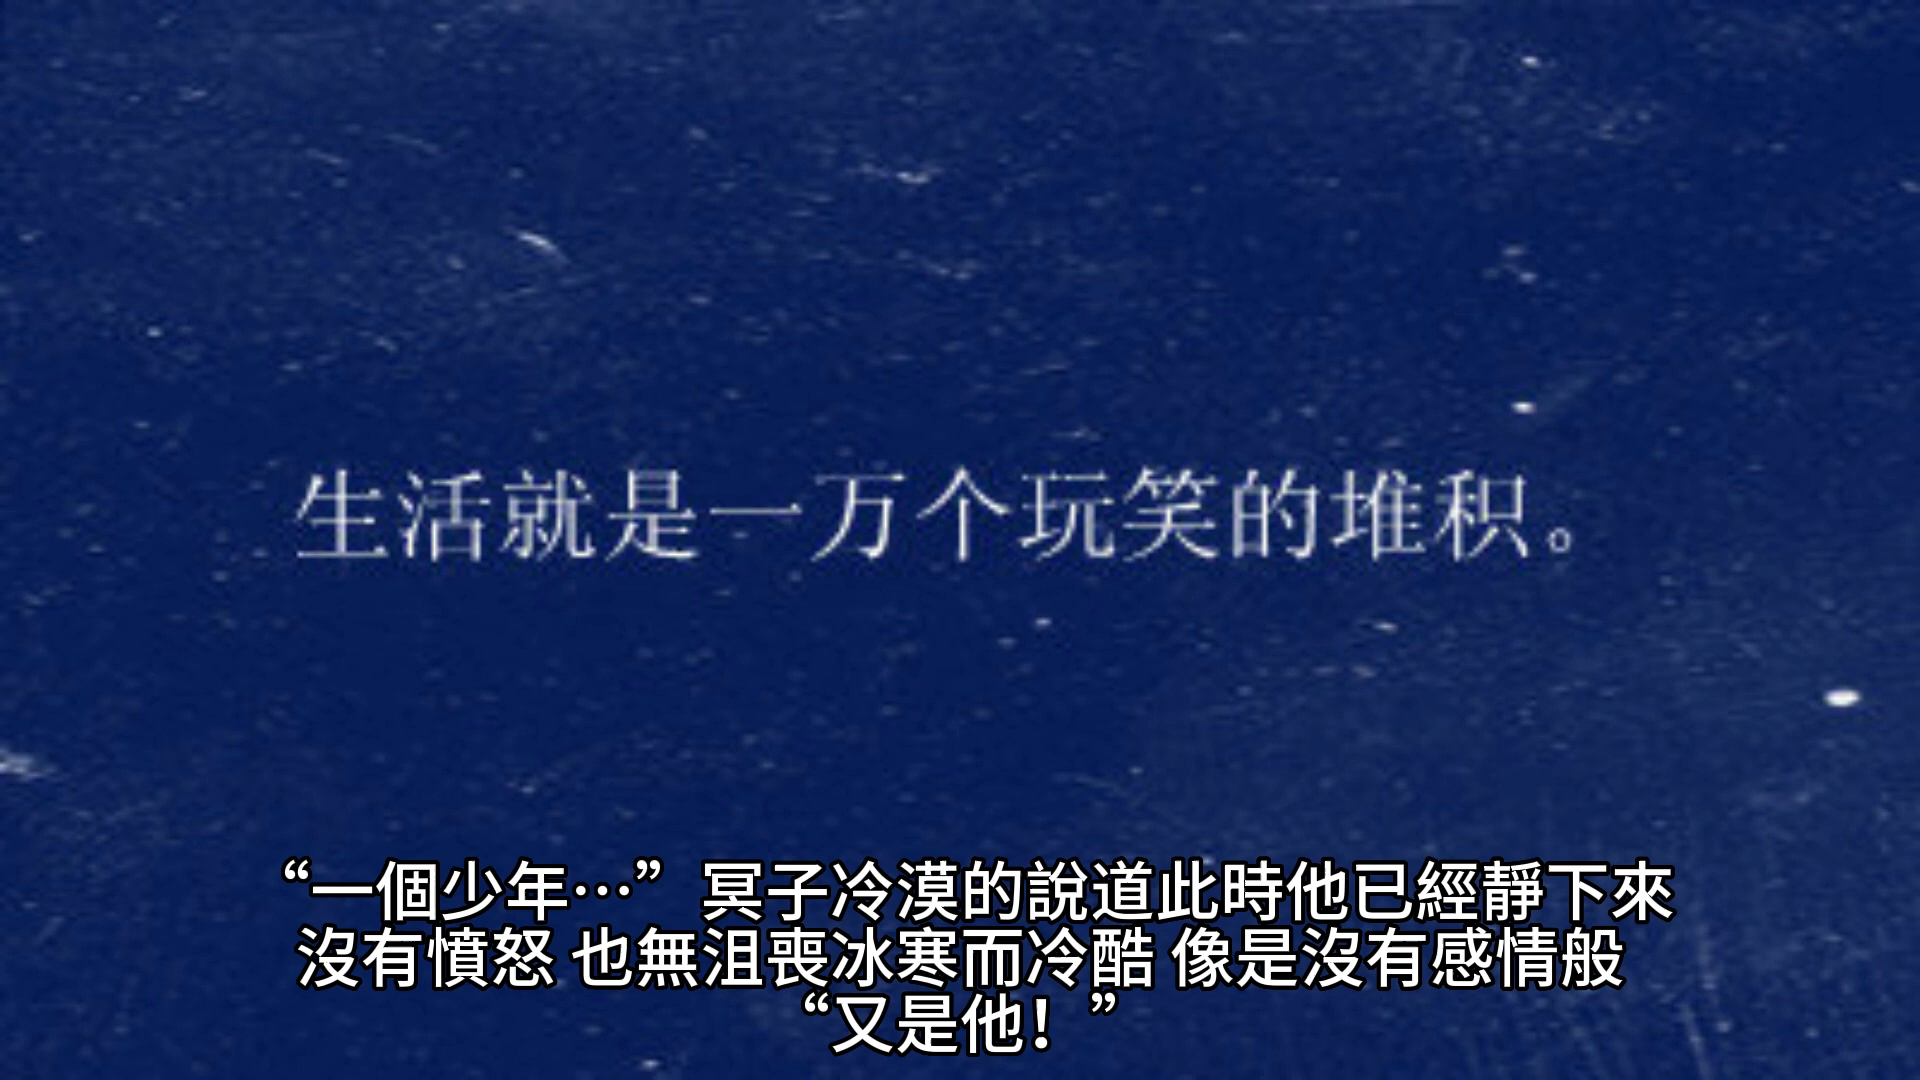 生活就是一万个玩笑的堆积。
“一個少年…”冥子冷漠的說道此時他已經靜下來
沒有憤怒 也無沮喪冰寒而冷酷 像是沒有感情般
“又是他！”